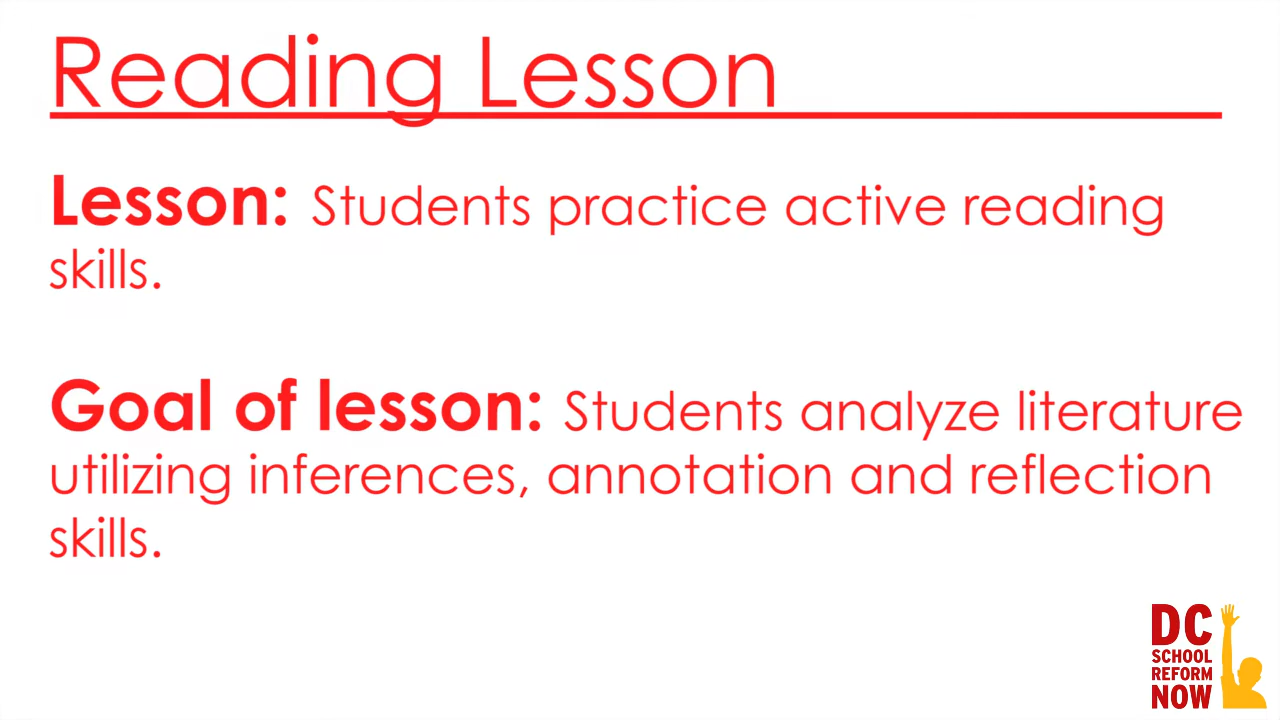 Reading Lesson
Lesson: Students practice active reading
skills.
Goal of lesson: Students analyze literature
utilizing inferences, annotation and reflection
skills.
DC
SCHOOL
REFORM
NOW